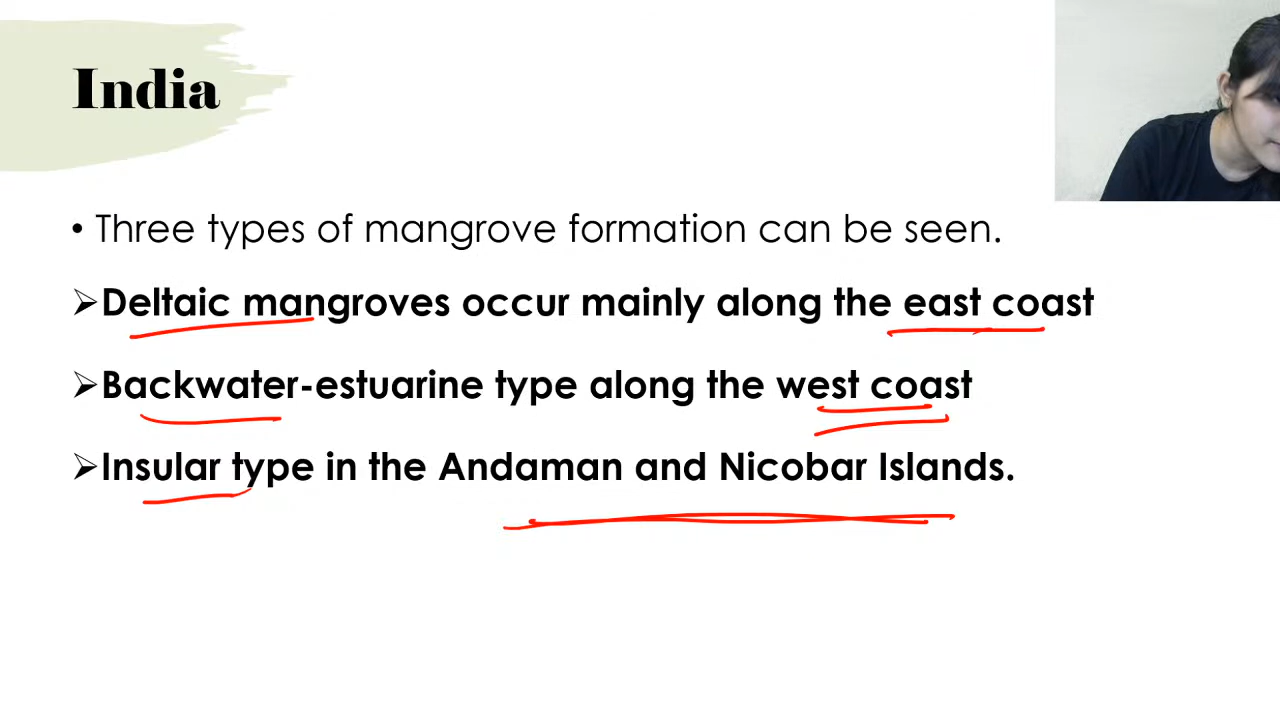 India
• Three types of mangrove formation can be seen.
➢Deltaic mangroves occur mainly along the east coast
➢Backwater-estuarine type along the west coast
➢Insular type in the Andaman and Nicobar Islands.